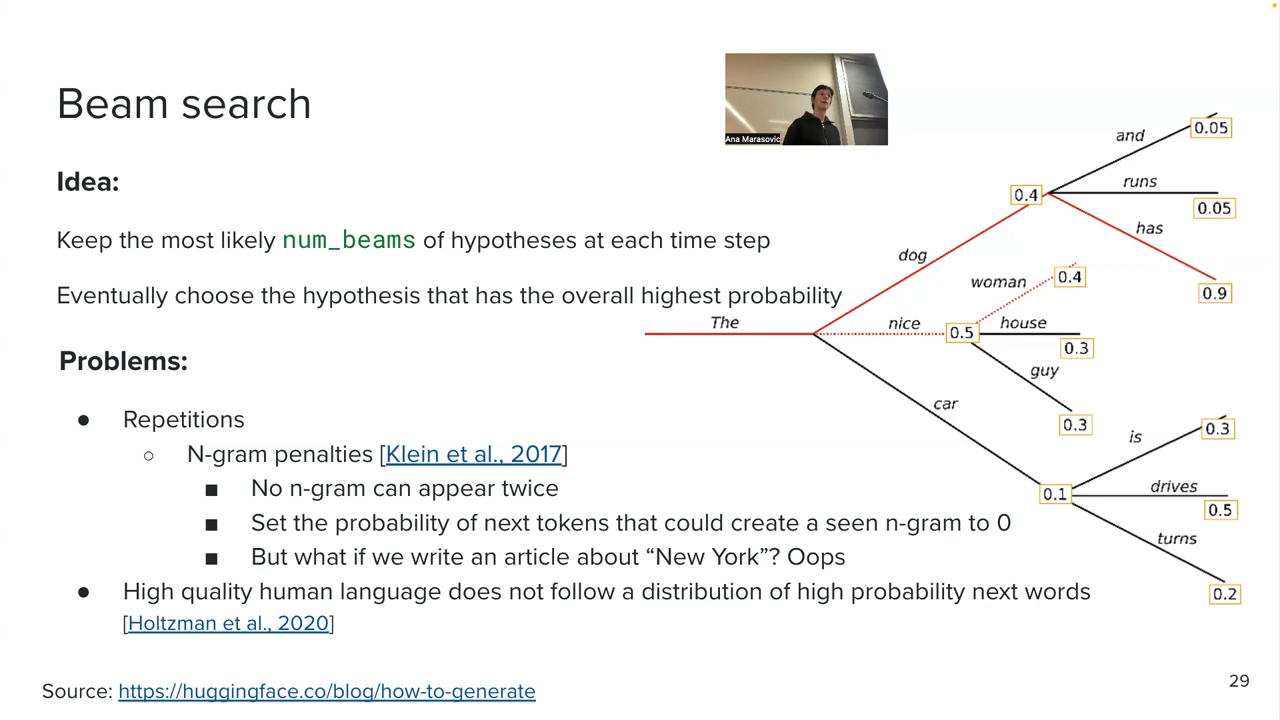 Beam search
Ana Marasovic
Idea:
Keep the most likely num_beams of hypotheses at each time step
Eventually choose the hypothesis that has the overall highest probability
Problems:
● Repetitions
○ N-gram penalties [Klein et al., 2017]
■ No n-gram can appear twice
■ Set the probability of next tokens that could create a seen n-gram to 0
■ But what if we write an article about “New York”? Oops
● High quality human language does not follow a distribution of high probability next words
[Holtzman et al., 2020]
The
dog
0.4
and
0.05
runs
0.05
has
0.9
nice
0.5
woman
0.4
house
0.3
guy
0.3
car
0.1
is
0.3
drives
0.5
turns
0.2
Source: https://huggingface.co/blog/how-to-generate
29